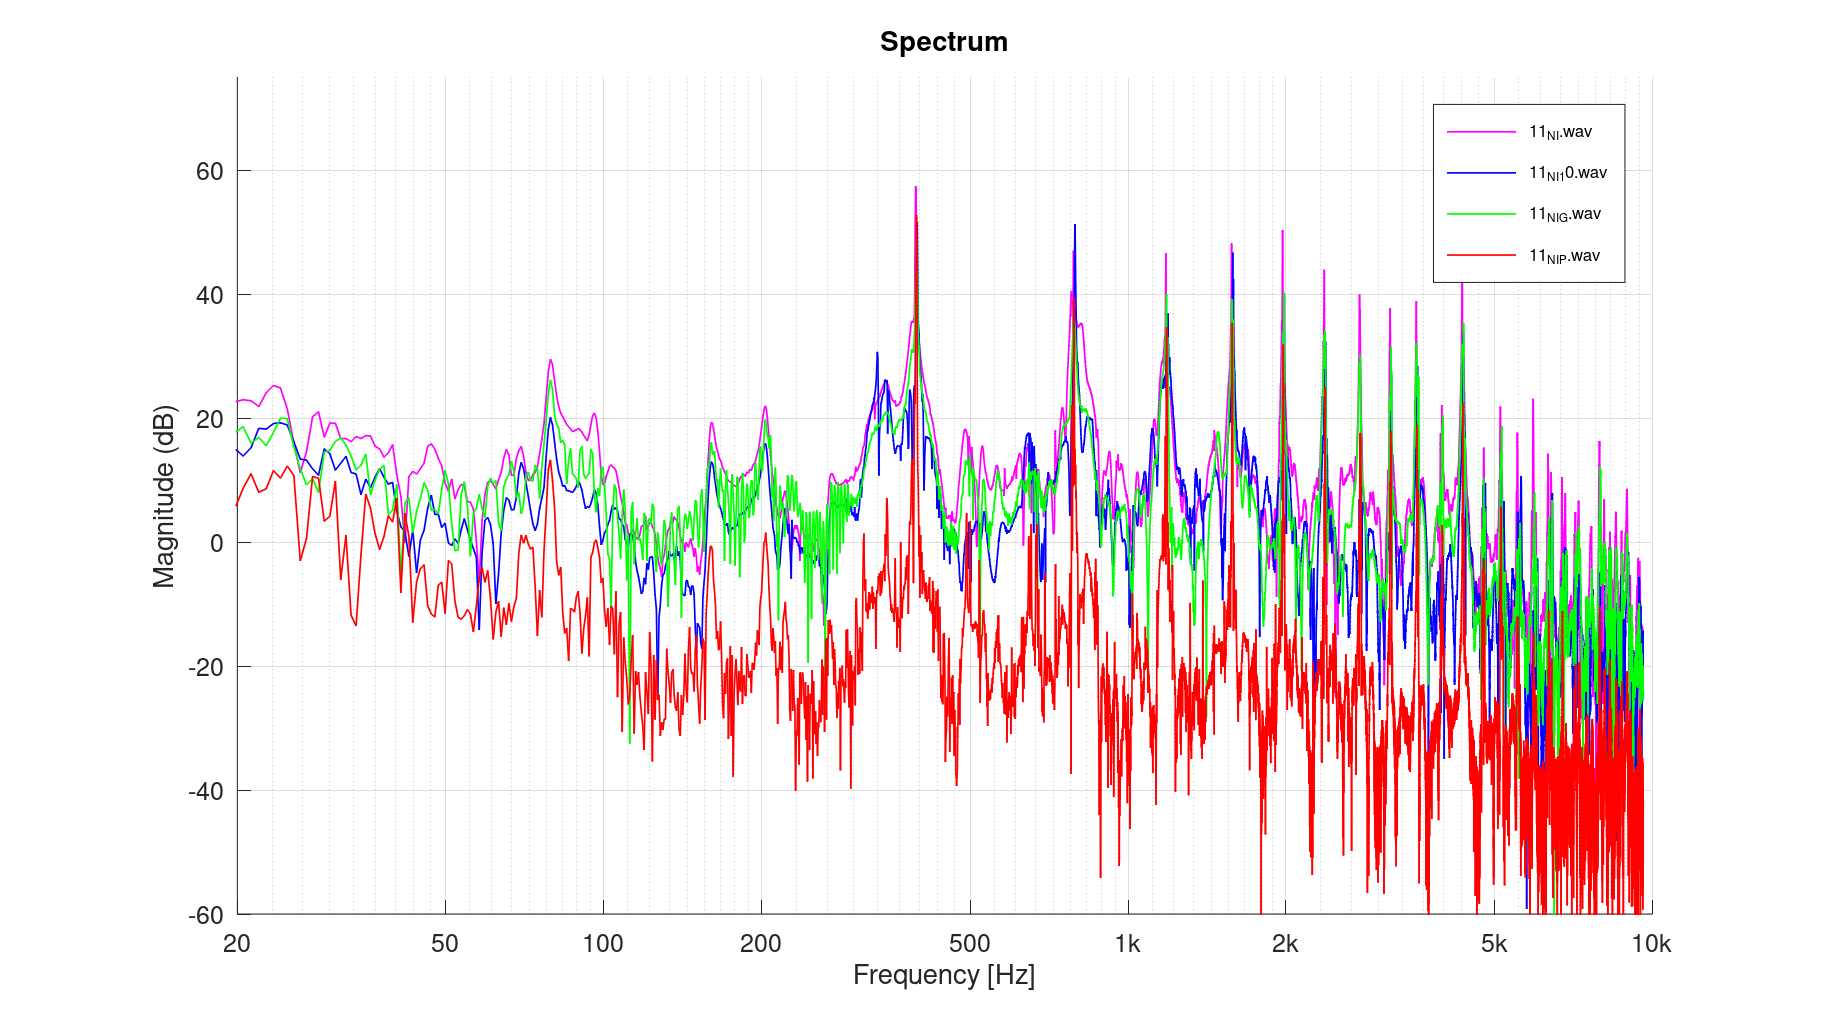 Spectrum
Magnitude (dB)
60
40
20
0
-20
-40
-60
20
50
100
200
500
1k
2k
5k
10k
Frequency [Hz]
11NI.wav
11NI10.wav
11NIG.wav
11NIP.wav